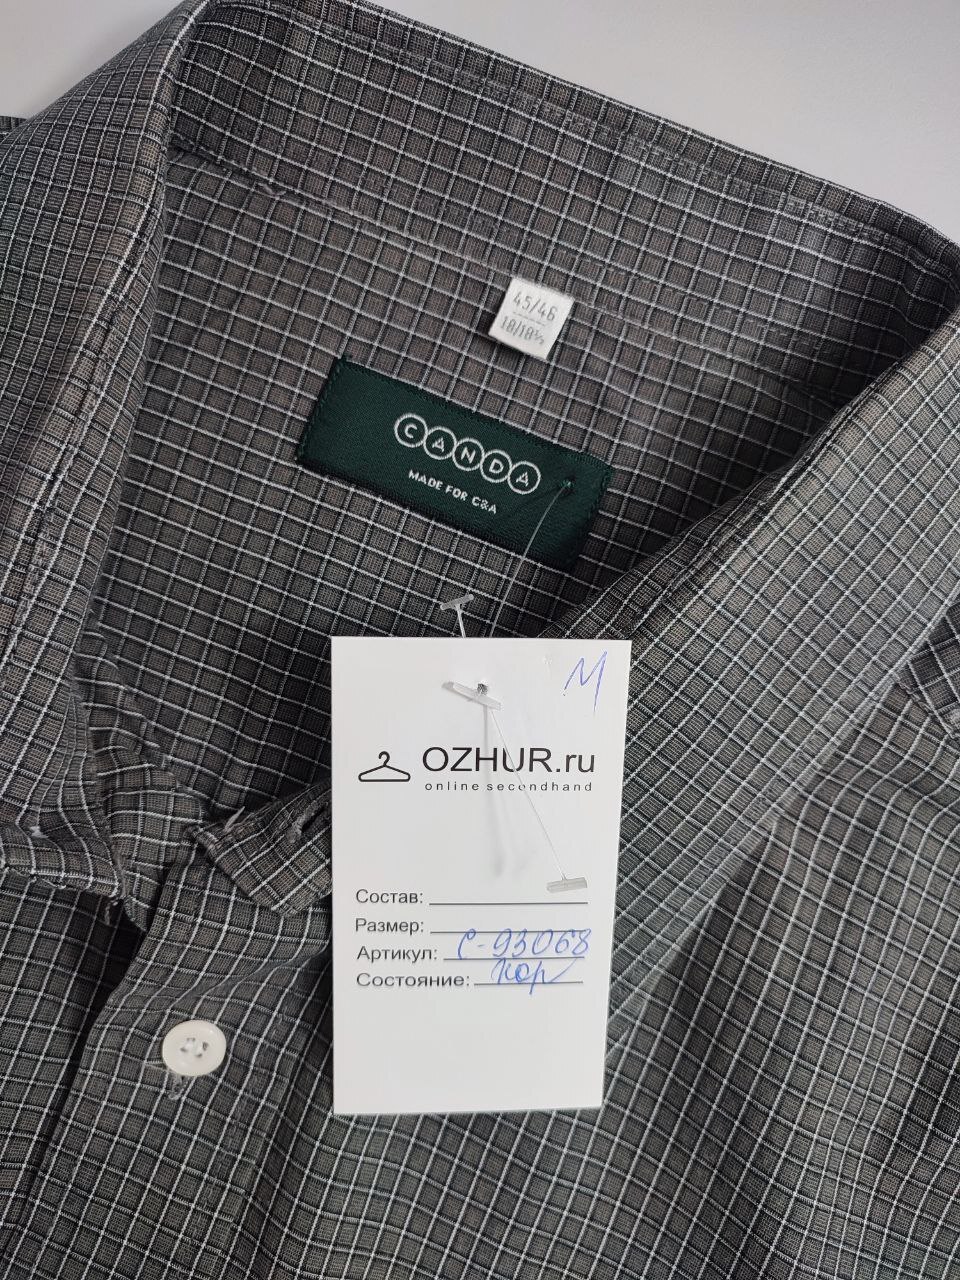 45/46
18/18½
CANDA
MADE FOR C&A
М
OZHUR.ru
online secondhand
Состав:
Размер:
Артикул: С-93068
Состояние: хор